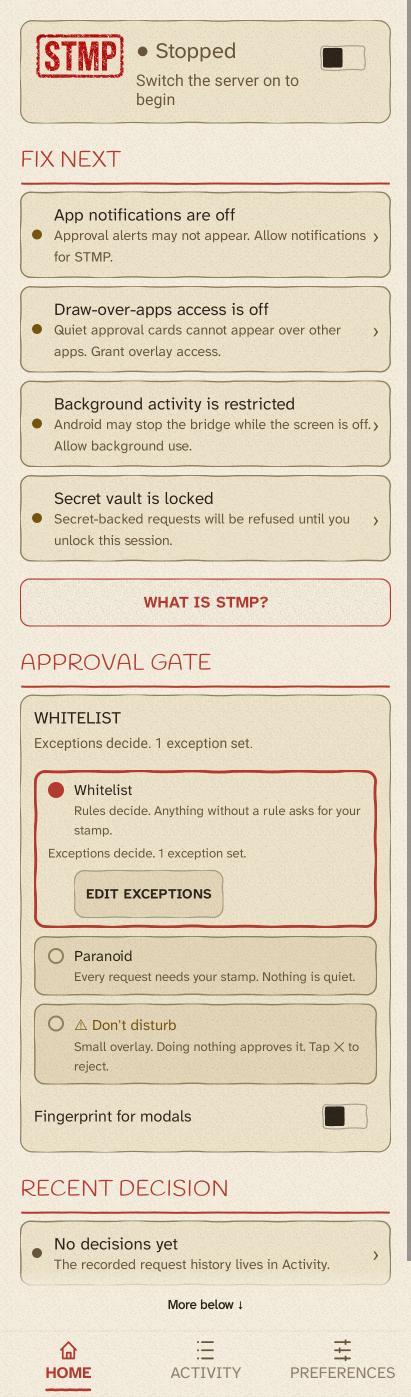 STMP
● Stopped
Switch the server on to
begin
FIX NEXT
App notifications are off
Approval alerts may not appear. Allow notifications
for STMP.
›
Draw-over-apps access is off
Quiet approval cards cannot appear over other
apps. Grant overlay access.
›
Background activity is restricted
Android may stop the bridge while the screen is off.
Allow background use.
›
Secret vault is locked
Secret-backed requests will be refused until you
unlock this session.
›
WHAT IS STMP?
APPROVAL GATE
WHITELIST
Exceptions decide. 1 exception set.
Whitelist
Rules decide. Anything without a rule asks for your
stamp.
Exceptions decide. 1 exception set.
EDIT EXCEPTIONS
Paranoid
Every request needs your stamp. Nothing is quiet.
⚠ Don't disturb
Small overlay. Doing nothing approves it. Tap ✕ to
reject.
Fingerprint for modals
RECENT DECISION
No decisions yet
The recorded request history lives in Activity.
›
More below ↓
HOME
ACTIVITY
PREFERENCES